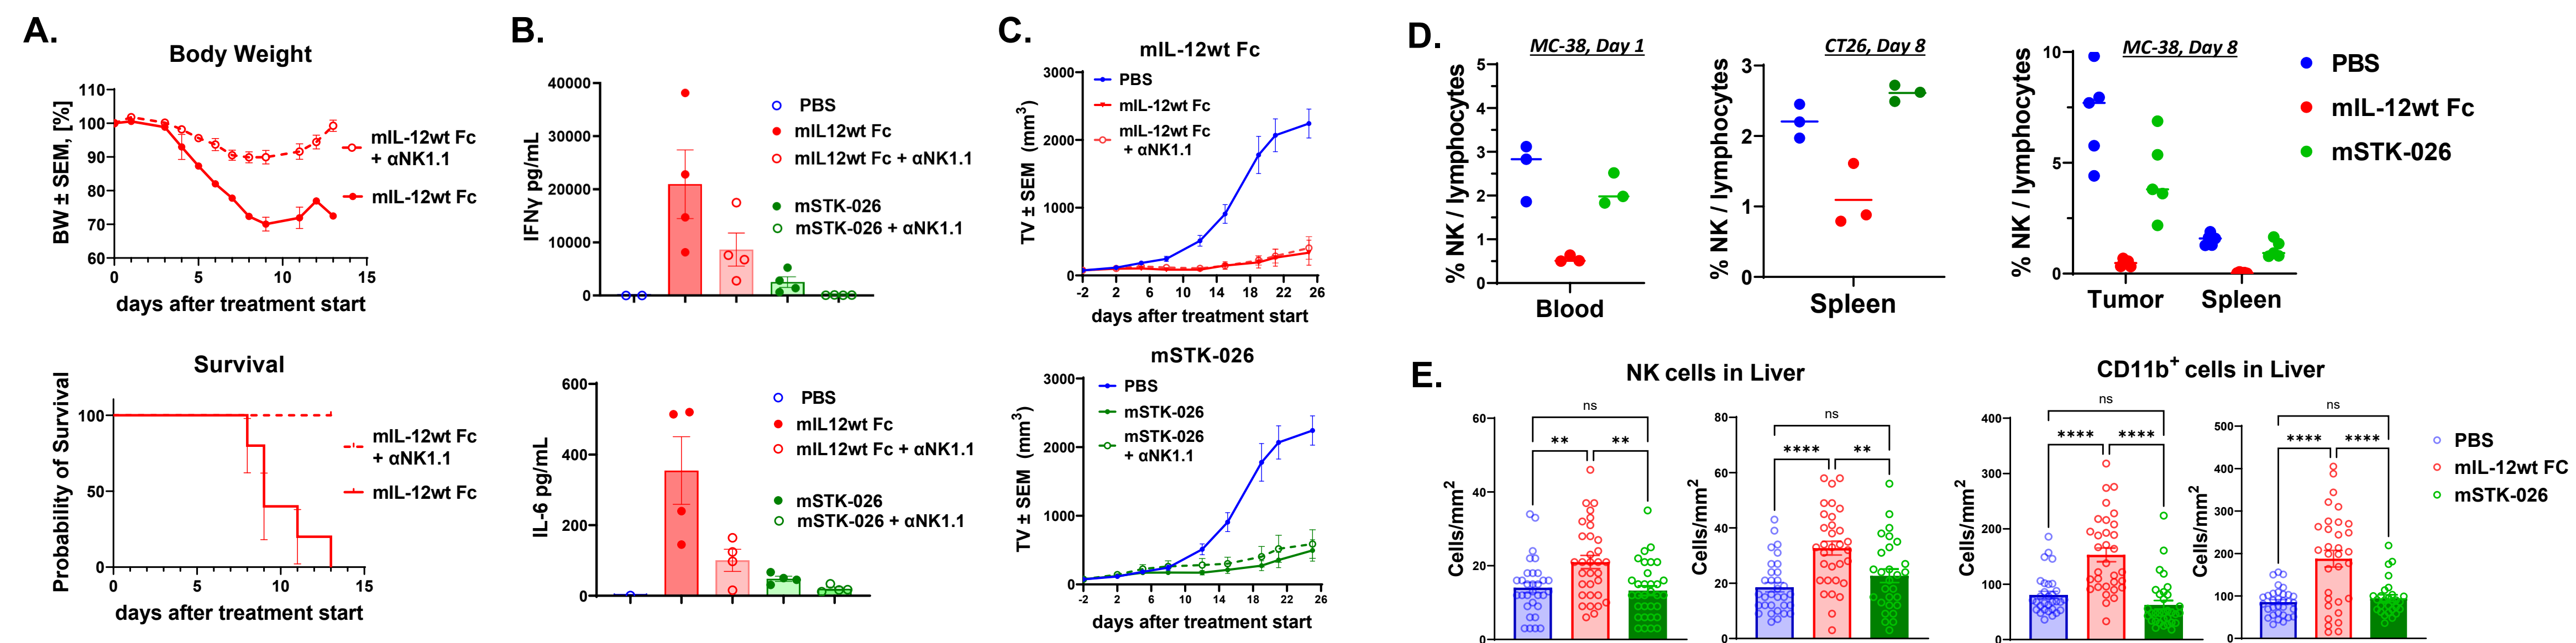 A.
Body Weight
BW ± SEM, [%]
110
100
90
80
70
60
0
5
10
15
days after treatment start
mIL-12wt Fc
+ αNK1.1
mIL-12wt Fc
Survival
Probability of Survival
100
50
0
0
5
10
15
days after treatment start
mIL-12wt Fc
+ αNK1.1
mIL-12wt Fc
B.
IFNγ pg/mL
40000
30000
20000
10000
0
PBS
mIL12wt Fc
mIL12wt Fc + αNK1.1
mSTK-026
mSTK-026 + αNK1.1
IL-6 pg/mL
600
400
200
0
PBS
mIL12wt Fc
mIL12wt Fc + αNK1.1
mSTK-026
mSTK-026 + αNK1.1
C.
mIL-12wt Fc
TV ± SEM (mm3)
3000
2000
1000
0
-2
2
6
10
14
18
22
26
days after treatment start
PBS
mIL-12wt Fc
mIL-12wt Fc
+ αNK1.1
mSTK-026
TV ± SEM (mm3)
3000
2000
1000
0
-2
2
6
10
14
18
22
26
days after treatment start
PBS
mSTK-026
mSTK-026
+ αNK1.1
D.
MC-38, Day 1
% NK / lymphocytes
5
4
3
2
1
0
Blood
CT26, Day 8
% NK / lymphocytes
3
2
1
0
Spleen
MC-38, Day 8
% NK / lymphocytes
10
5
0
Tumor
Spleen
PBS
mIL-12wt Fc
mSTK-026
E.
NK cells in Liver
Cells/mm2
60
40
20
0
ns
**
**
Cells/mm2
80
60
40
20
0
ns
****
**
CD11b+ cells in Liver
Cells/mm2
400
300
200
100
0
ns
****
****
Cells/mm2
500
400
300
200
100
0
ns
****
****
PBS
mIL-12wt FC
mSTK-026